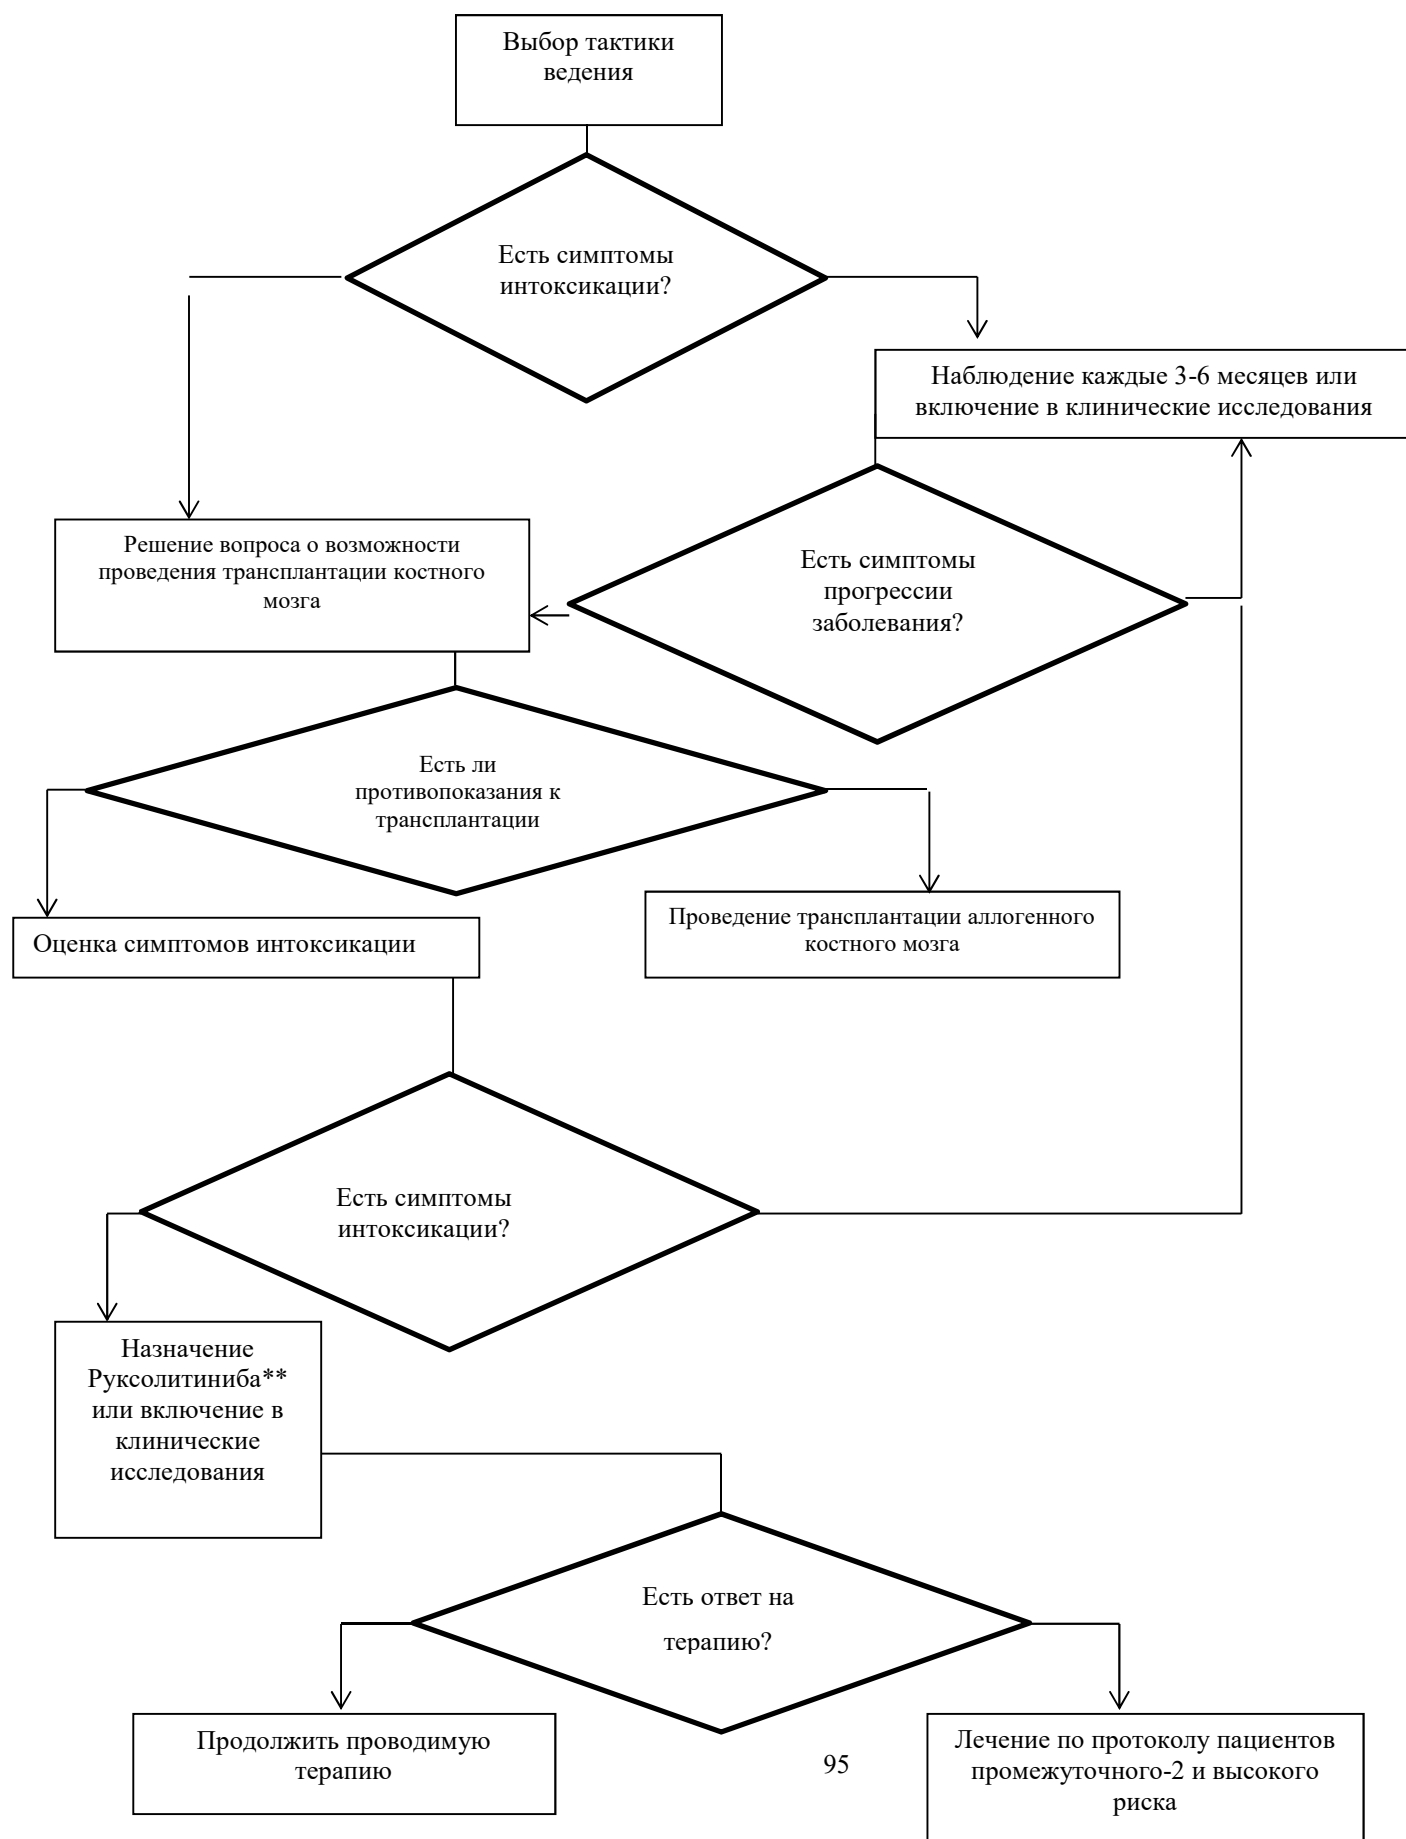 Выбор тактики
ведения
Есть симптомы
интоксикации?
Наблюдение каждые 3-6 месяцев или
включение в клинические исследования
Решение вопроса о возможности
проведения трансплантации костного
мозга
Есть симптомы
прогрессии
заболевания?
Есть ли
противопоказания к
трансплантации
Проведение трансплантации аллогенного
костного мозга
Оценка симптомов интоксикации
Есть симптомы
интоксикации?
Назначение
Руксолитиниба**
или включение в
клинические
исследования
Есть ответ на
терапию?
Продолжить проводимую
терапию
95
Лечение по протоколу пациентов
промежуточного-2 и высокого
риска